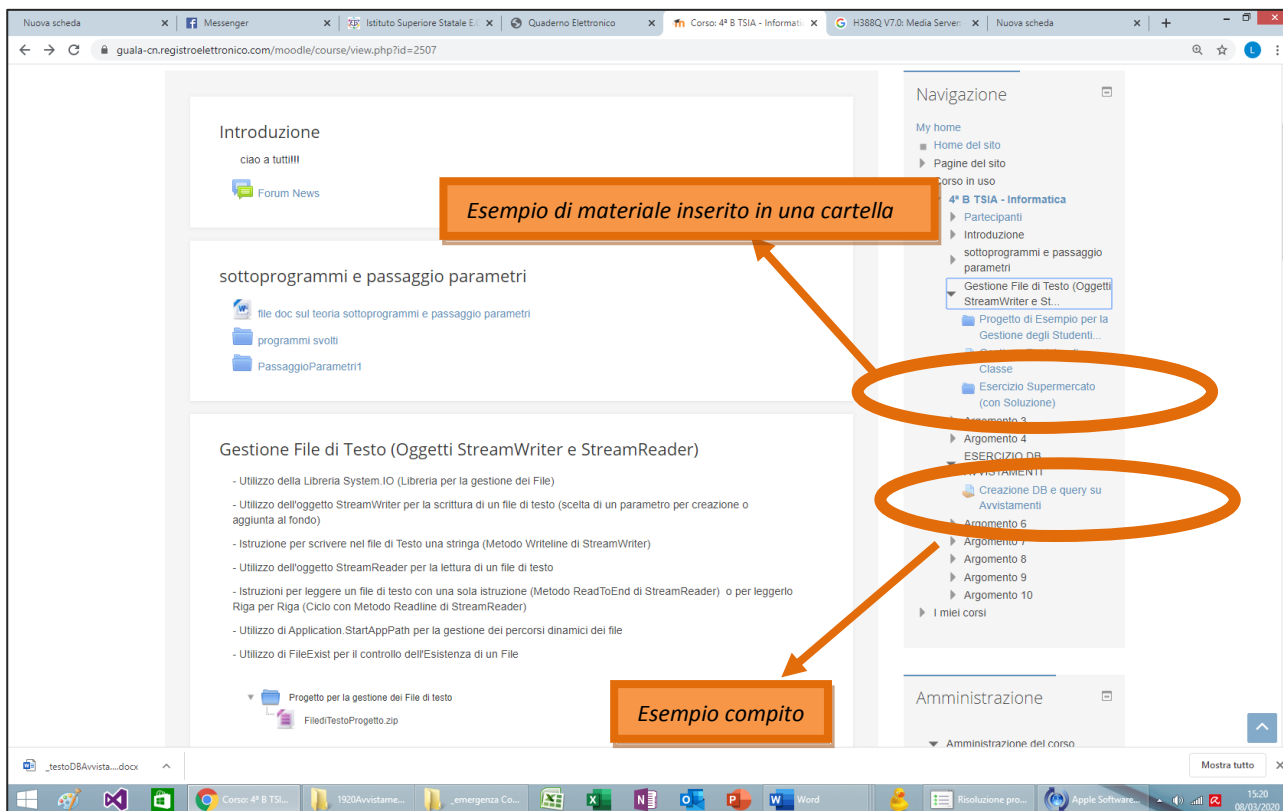 Nuova scheda
Messenger
Istituto Superiore Statale E.
Quaderno Elettronico
Corso: 4ª B TSIA - Informati
H388Q V7.0: Media Server
Nuova scheda
guala-cn.registroelettronico.com/moodle/course/view.php?id=2507
L
Introduzione
ciao a tutti!!!
Forum News
Esempio di materiale inserito in una cartella
sottoprogrammi e passaggio parametri
file doc sul teoria sottoprogrammi e passaggio parametri
programmi svolti
PassaggioParametri1
Gestione File di Testo (Oggetti StreamWriter e StreamReader)
- Utilizzo della Libreria System.IO (Libreria per la gestione dei File)
- Utilizzo dell'oggetto StreamWriter per la scrittura di un file di testo (scelta di un parametro per creazione o
aggiunta al fondo)
- Istruzione per scrivere nel file di Testo una stringa (Metodo Writeline di StreamWriter)
- Utilizzo dell'oggetto StreamReader per la lettura di un file di testo
- Istruzioni per leggere un file di testo con una sola istruzione (Metodo ReadToEnd di StreamReader) o per leggerlo
Riga per Riga (Ciclo con Metodo Readline di StreamReader)
- Utilizzo di Application.StartAppPath per la gestione dei percorsi dinamici dei file
- Utilizzo di FileExist per il controllo dell'Esistenza di un File
Progetto per la gestione dei File di testo
FilediTestoProgetto.zip
Esempio compito
Navigazione
My home
Home del sito
Pagine del sito
Corso in uso
4ª B TSIA - Informatica
Partecipanti
Introduzione
sottoprogrammi e passaggio
parametri
Gestione File di Testo (Oggetti
StreamWriter e St...
Progetto di Esempio per la
Gestione degli Studenti...
Classe
Esercizio Supermercato
(con Soluzione)
Argomento 3
Argomento 4
ESERCIZIO DB
AVVISTAMENTI
Creazione DB e query su
Avvistamenti
Argomento 6
Argomento 7
Argomento 8
Argomento 9
Argomento 10
I miei corsi
Amministrazione
Amministrazione del corso
_testoDBAvvista....docx
Mostra tutto
Corso: 4ª B TSI...
1920Avvistame...
_emergenza Co...
Word
Risoluzione pro...
Apple Software...
15:20
08/03/2020